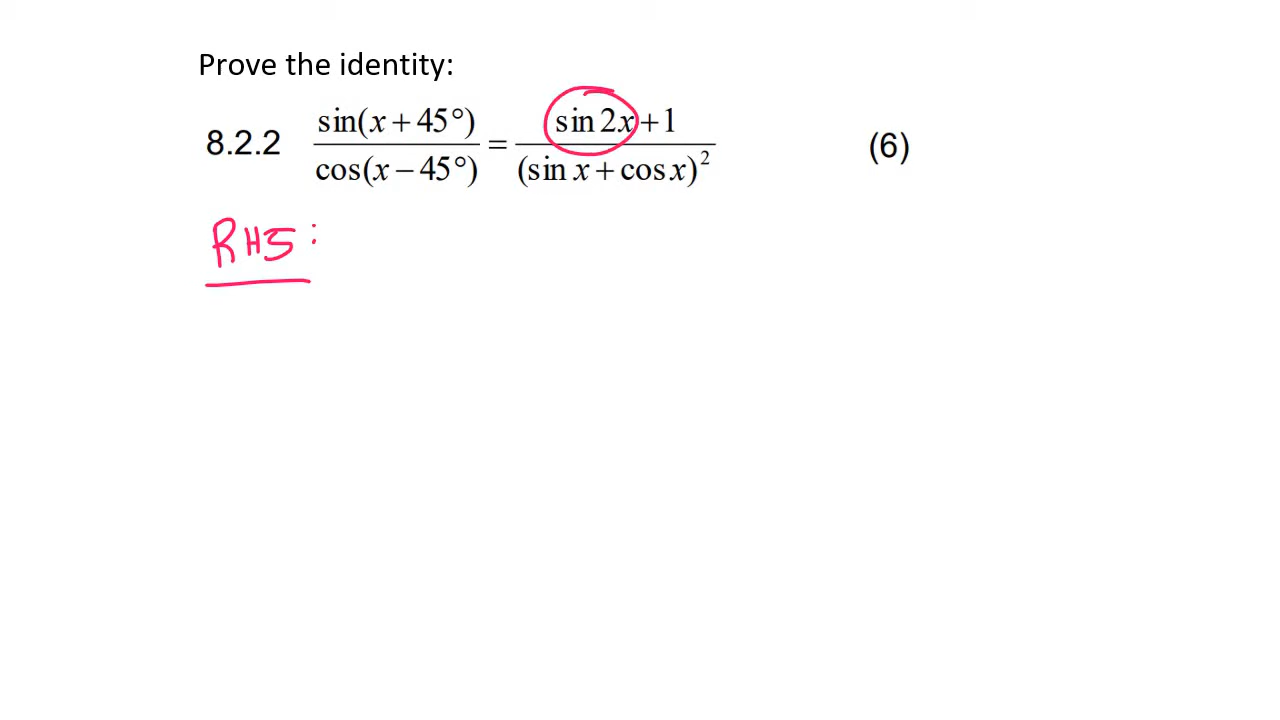 Prove the identity:
8.2.2 sin(x + 45°) / cos(x − 45°) = sin 2x + 1 / (sin x + cos x)² (6)
RHS: